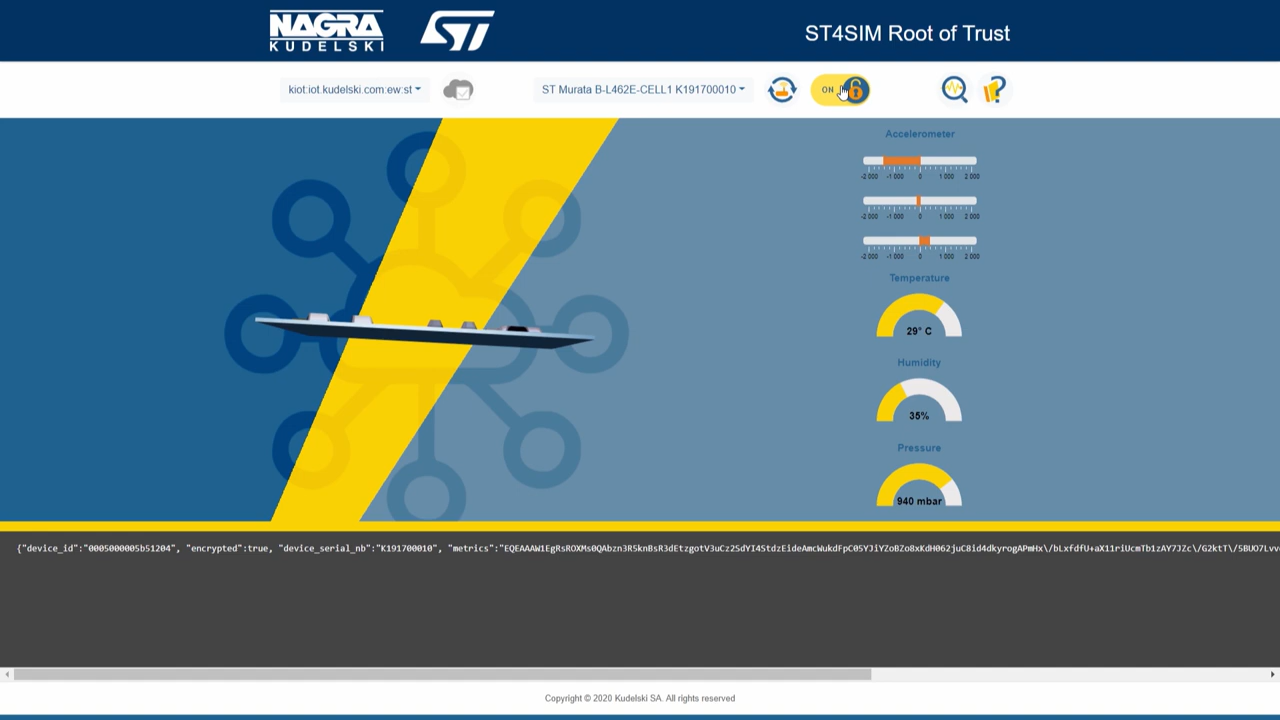 NAGRA
KUDELSKI
ST
ST4SIM Root of Trust
kiot:iot.kudelski.com:ew:st
ST Murata B-L462E-CELL1 K191700010
ON
Accelerometer
-2 000 -1 000 0 1 000 2 000
-2 000 -1 000 0 1 000 2 000
-2 000 -1 000 0 1 000 2 000
Temperature
29° C
Humidity
35%
Pressure
940 mbar
{"device_id":"0005000005b51204", "encrypted":true, "device_serial_nb":"K191700010", "metrics":"EQEAAAW1EgRsROXMs0QAbzn3R5knBsR3dEtzgotV3uCz2SdYI4StdzEideAmcWukdFpC05YJiYZoBZo8xKdH062juC8id4dkyrogAPmHx\/bLxfdfU+aX11riUcmTb1zAY7JZc\/G2ktT\/5BUO7Lvv
Copyright © 2020 Kudelski SA. All rights reserved